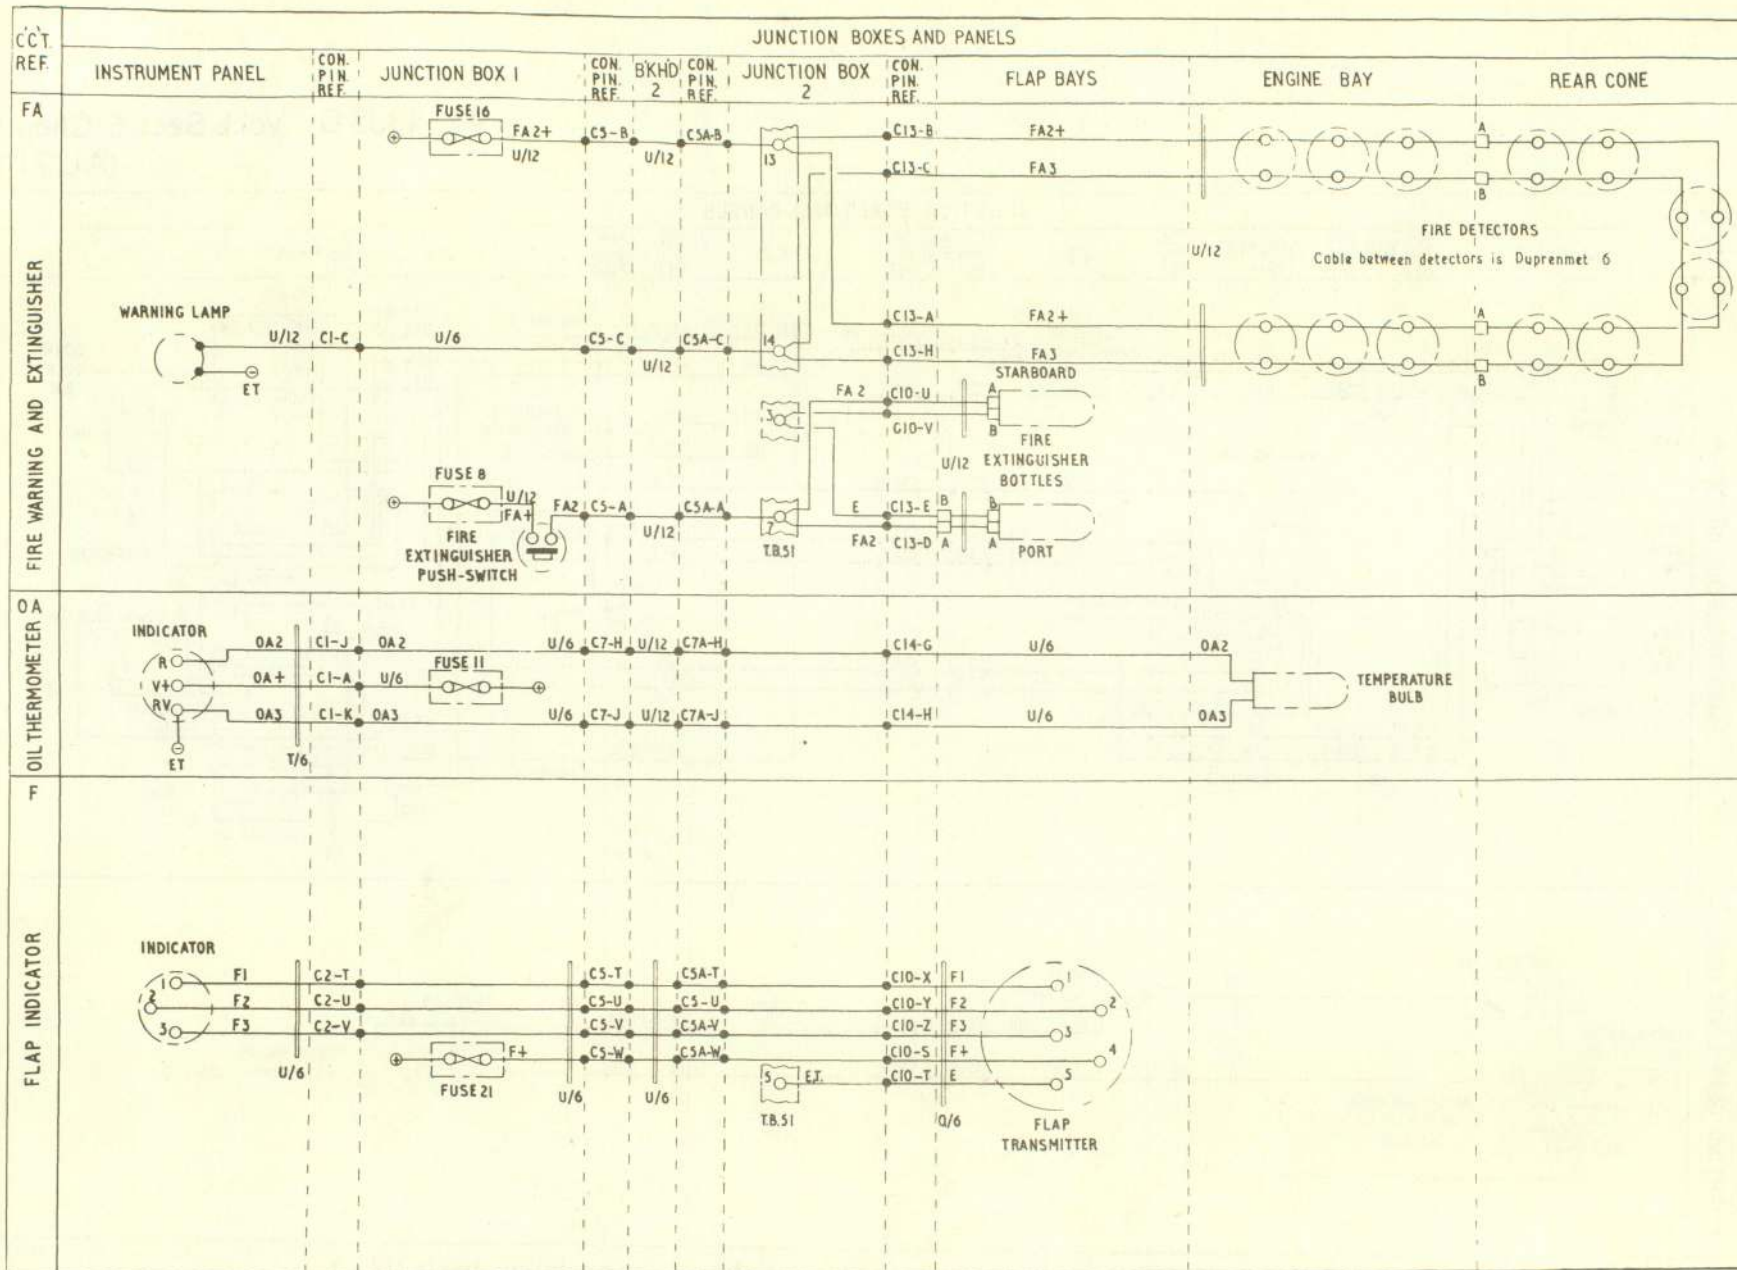 C'C'T. REF.
JUNCTION BOXES AND PANELS
INSTRUMENT PANEL
CON. PIN. REF.
JUNCTION BOX 1
CON. PIN. REF.
B'KH'D 2
CON. PIN. REF.
JUNCTION BOX 2
CON. PIN. REF.
FLAP BAYS
ENGINE BAY
REAR CONE
FA
FIRE WARNING AND EXTINGUISHER
FUSE 16
FA2+
U/12
C5-B
U/12
C5A-B
13
C13-B
FA2+
A
C13-C
FA3
B
U/12
FIRE DETECTORS
Cable between detectors is Duprenmet 6
WARNING LAMP
U/12
C1-C
U/6
C5-C
U/12
C5A-C
14
ET
C13-A
FA2+
A
C13-H
FA3
B
STARBOARD
FA 2
C10-U
A
3
G10-V
B
FIRE
EXTINGUISHER
BOTTLES
U/12
FUSE 8
U/12
FA+
FA2
C5-A
U/12
C5A-A
7
T.B.51
E
C13-E
B
B
FA2
C13-D
A
A
PORT
FIRE
EXTINGUISHER
PUSH-SWITCH
OA
OIL THERMOMETER
INDICATOR
R
OA2
C1-J
OA2
U/6
C7-H
U/12
C7A-H
C14-G
U/6
OA2
V+
OA+
C1-A
U/6
FUSE 11
TEMPERATURE
BULB
RV
OA3
C1-K
OA3
U/6
C7-J
U/12
C7A-J
C14-H
U/6
OA3
ET
T/6
F
FLAP INDICATOR
INDICATOR
1
F1
C2-T
C5-T
C5A-T
C10-X
F1
1
2
F2
C2-U
C5-U
C5-U
C10-Y
F2
2
3
F3
C2-V
C5-V
C5A-V
C10-Z
F3
3
F+
C5-W
C5A-W
C10-S
F+
4
U/6
FUSE 21
U/6
U/6
5
E.T.
C10-T
E
5
T.B.51
Q/6
FLAP
TRANSMITTER